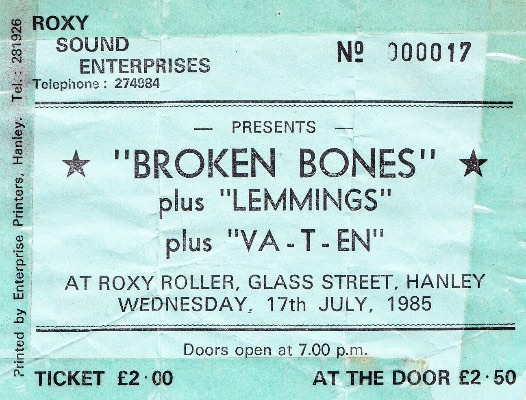 ROXY
SOUND
ENTERPRISES
Telephone : 274984
Nº 000017
— PRESENTS —
★ "BROKEN BONES" ★
plus "LEMMINGS"
plus "VA - T - EN"
AT ROXY ROLLER, GLASS STREET, HANLEY
WEDNESDAY, 17th JULY, 1985
Doors open at 7.00 p.m.
TICKET £2·00
AT THE DOOR £2·50
Printed by Enterprise Printers, Hanley. Tel.: 281926